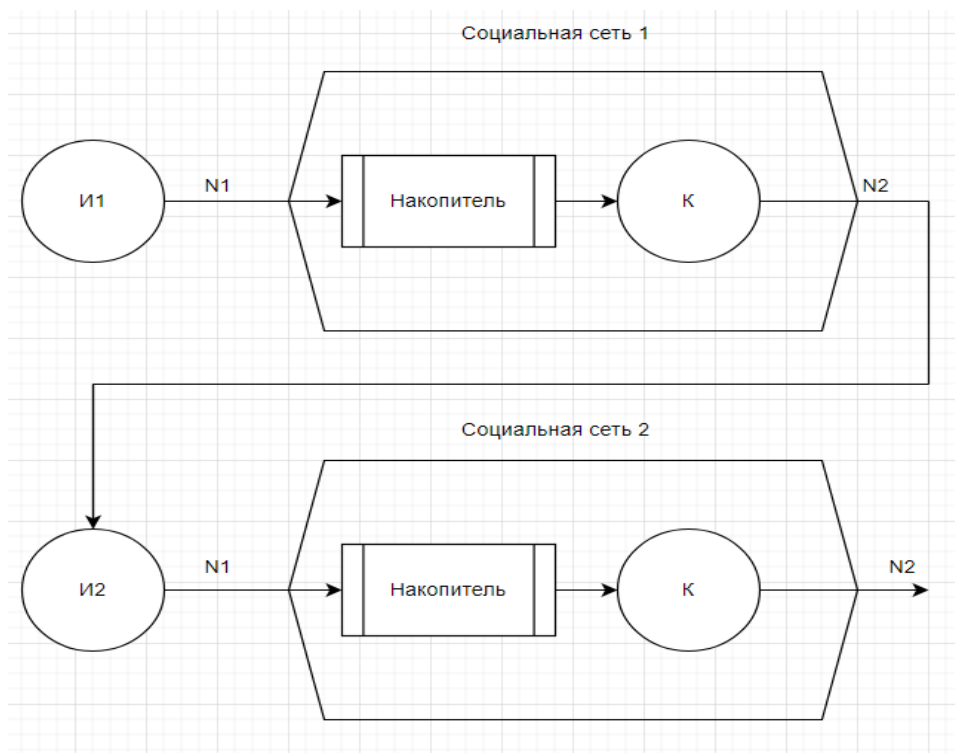 Социальная сеть 1
И1
N1
Накопитель
К
N2
Социальная сеть 2
И2
N1
Накопитель
К
N2